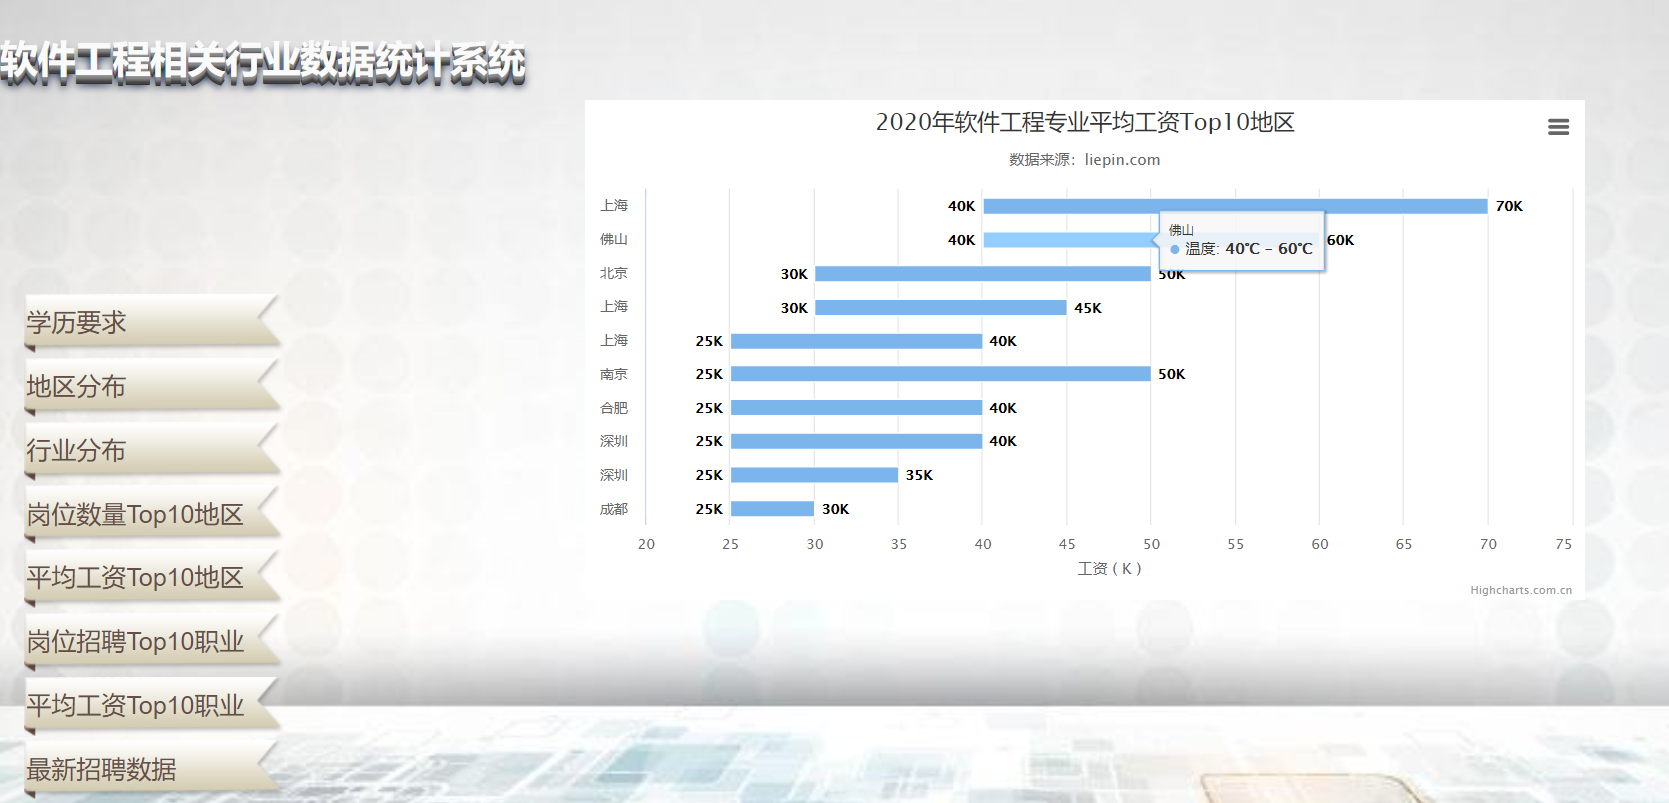 软件工程相关行业数据统计系统
学历要求
地区分布
行业分布
岗位数量Top10地区
平均工资Top10地区
岗位招聘Top10职业
平均工资Top10职业
最新招聘数据
2020年软件工程专业平均工资Top10地区
数据来源：liepin.com
上海 40K 70K
佛山 40K 60K
佛山
温度: 40℃ - 60℃
北京 30K 50K
上海 30K 45K
上海 25K 40K
南京 25K 50K
合肥 25K 40K
深圳 25K 40K
深圳 25K 35K
成都 25K 30K
20 25 30 35 40 45 50 55 60 65 70 75
工资 ( K )
Highcharts.com.cn